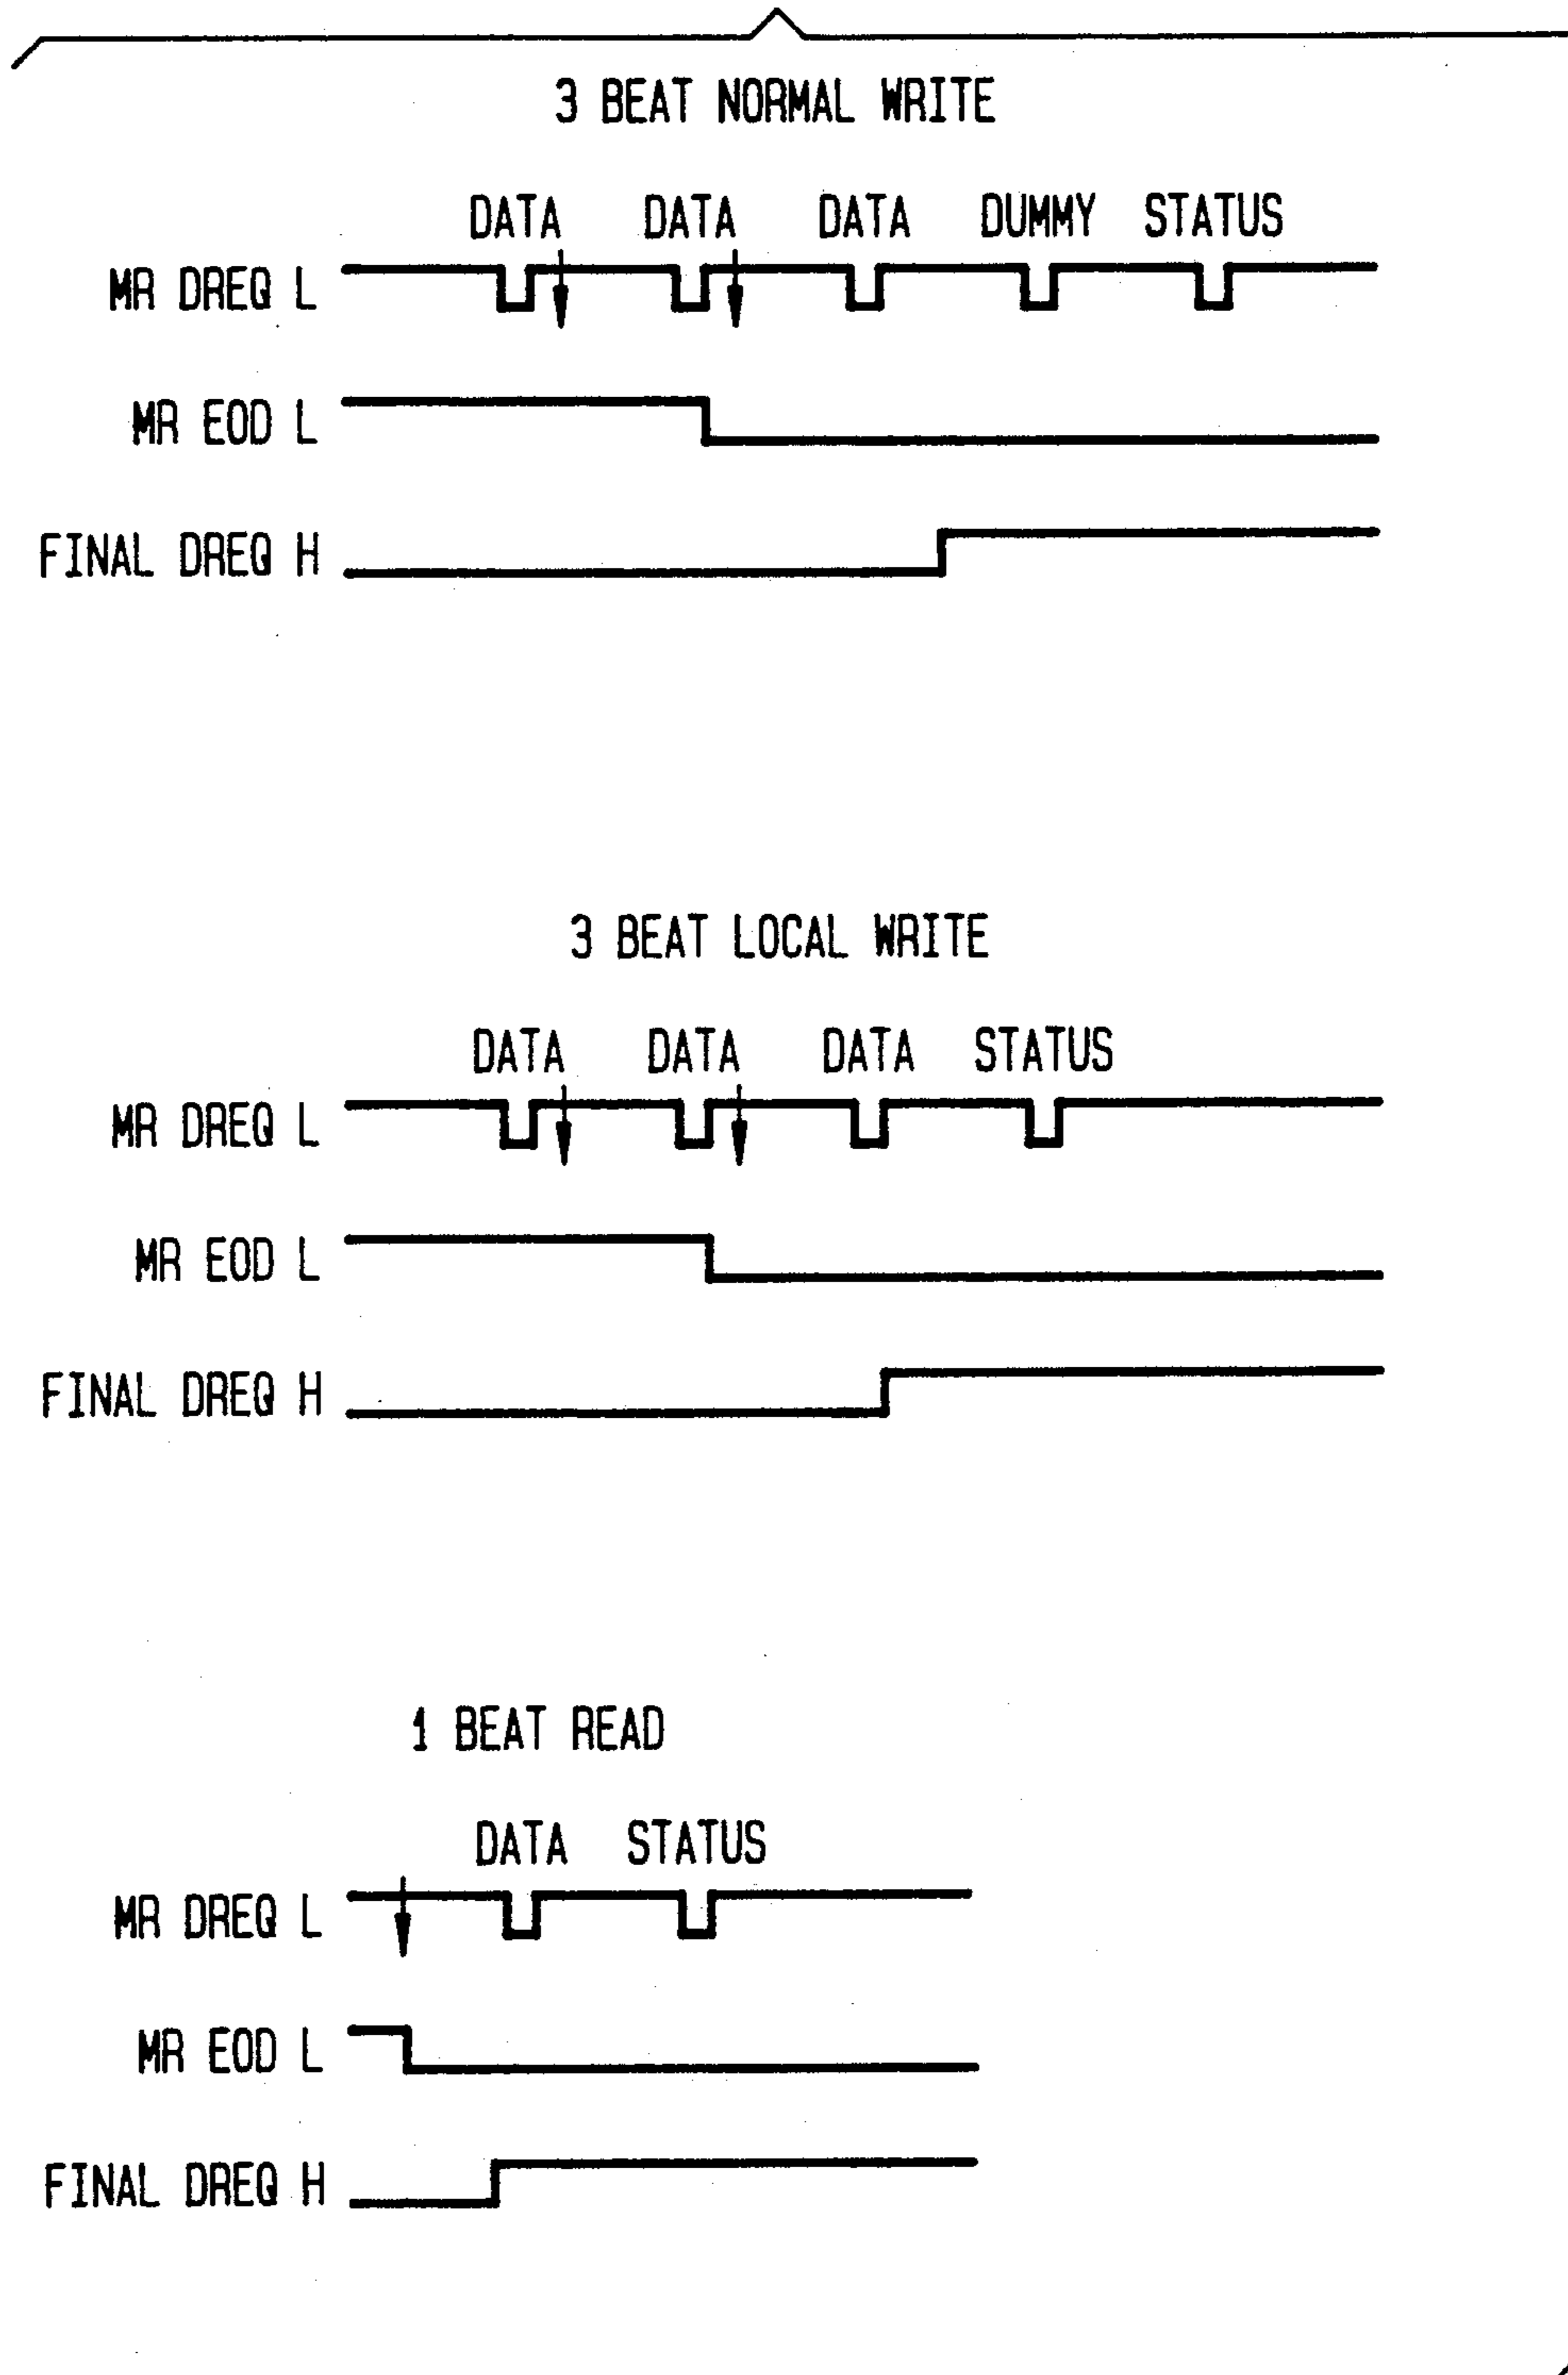 3 BEAT NORMAL WRITE
DATA DATA DATA DUMMY STATUS
MR DREQ L
MR EOD L
FINAL DREQ H
3 BEAT LOCAL WRITE
DATA DATA DATA STATUS
MR DREQ L
MR EOD L
FINAL DREQ H
1 BEAT READ
DATA STATUS
MR DREQ L
MR EOD L
FINAL DREQ H